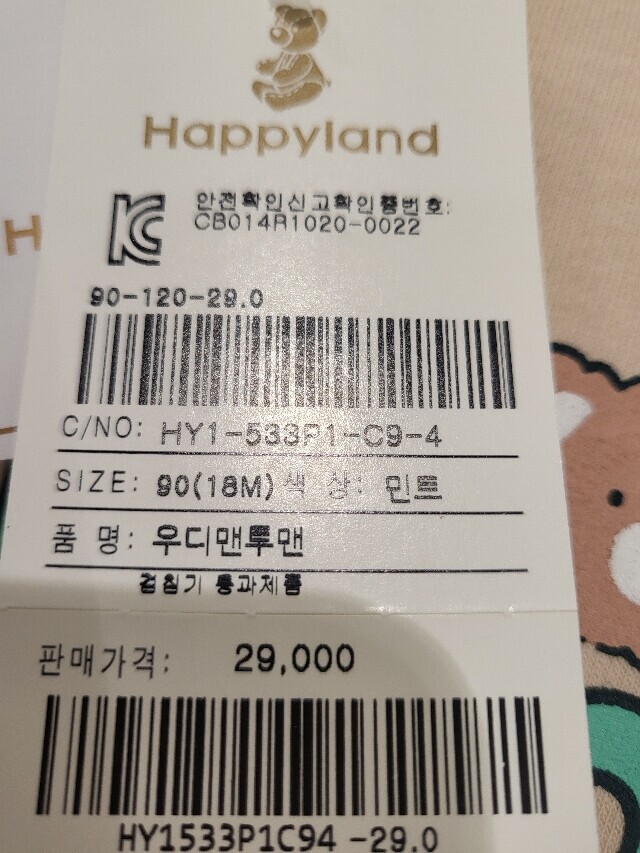 Happyland
H
안전확인신고확인증번호:
CB014R1020-0022
90-120-29.0
C/NO: HY1-533P1-C9-4
SIZE: 90(18M) 색 상: 민트
품 명: 우디맨투맨
검침기 통과제품
판매가격: 29,000
HY1533P1C94 -29.0